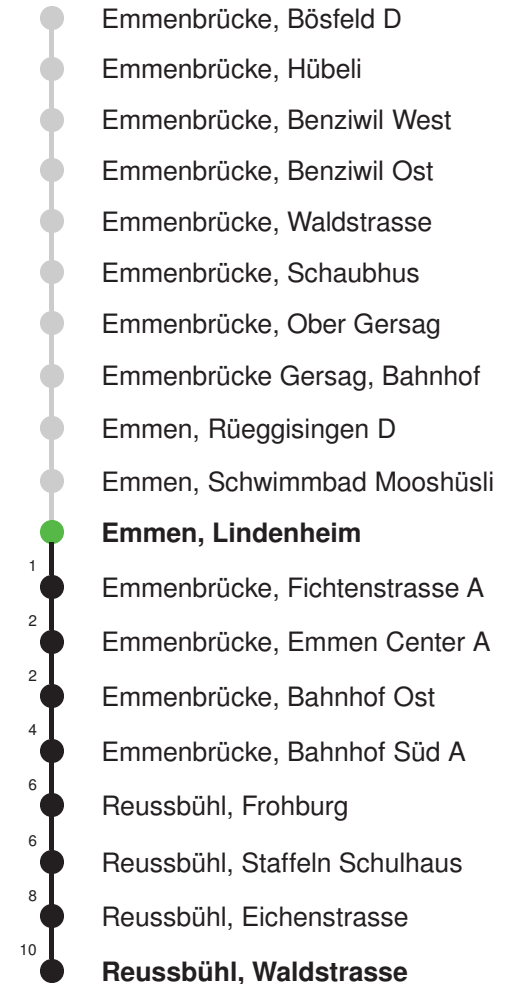 Emmenbrücke, Bösfeld D
Emmenbrücke, Hübeli
Emmenbrücke, Benziwil West
Emmenbrücke, Benziwil Ost
Emmenbrücke, Waldstrasse
Emmenbrücke, Schaubhus
Emmenbrücke, Ober Gersag
Emmenbrücke Gersag, Bahnhof
Emmen, Rüeggisingen D
Emmen, Schwimmbad Mooshüsli
Emmen, Lindenheim
1 Emmenbrücke, Fichtenstrasse A
2 Emmenbrücke, Emmen Center A
2 Emmenbrücke, Bahnhof Ost
4 Emmenbrücke, Bahnhof Süd A
6 Reussbühl, Frohburg
6 Reussbühl, Staffeln Schulhaus
8 Reussbühl, Eichenstrasse
10 Reussbühl, Waldstrasse